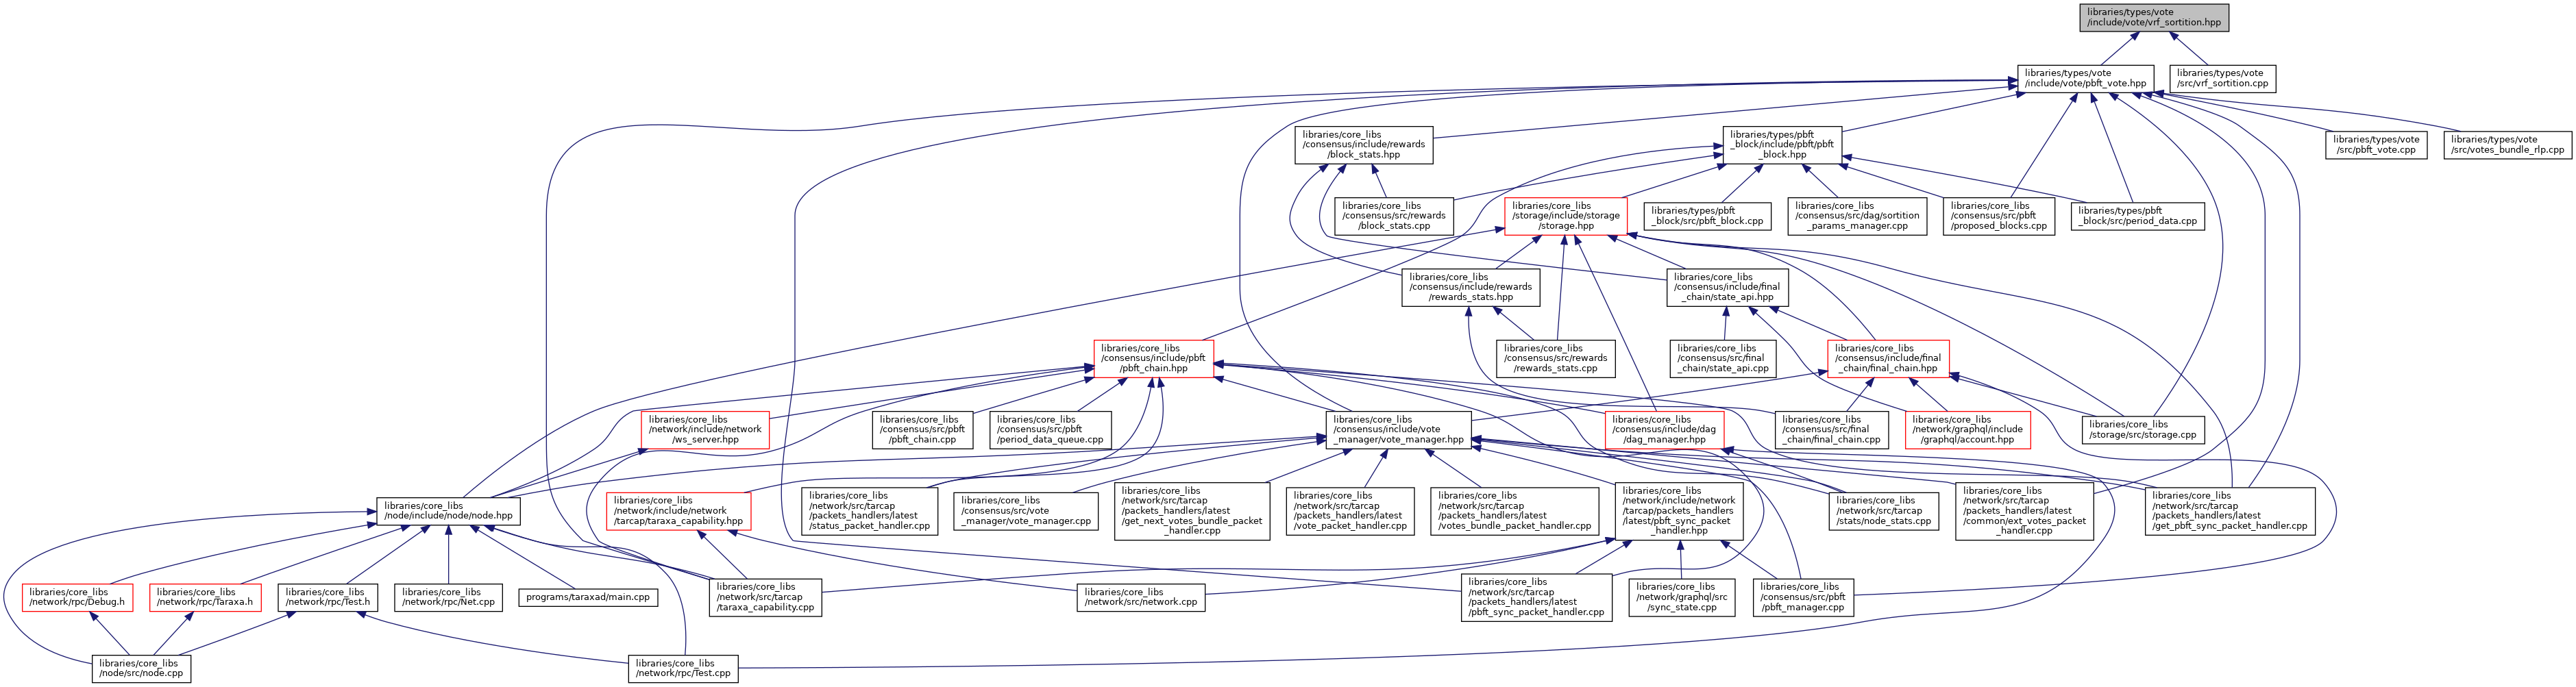 libraries/types/vote
/include/vote/vrf_sortition.hpp
libraries/types/vote
/include/vote/pbft_vote.hpp
libraries/types/vote
/src/vrf_sortition.cpp
libraries/core_libs
/consensus/include/rewards
/block_stats.hpp
libraries/types/pbft
_block/include/pbft/pbft
_block.hpp
libraries/types/vote
/src/pbft_vote.cpp
libraries/types/vote
/src/votes_bundle_rlp.cpp
libraries/core_libs
/consensus/src/rewards
/block_stats.cpp
libraries/core_libs
/storage/include/storage
/storage.hpp
libraries/types/pbft
_block/src/pbft_block.cpp
libraries/core_libs
/consensus/src/dag/sortition
_params_manager.cpp
libraries/core_libs
/consensus/src/pbft
/proposed_blocks.cpp
libraries/types/pbft
_block/src/period_data.cpp
libraries/core_libs
/consensus/include/rewards
/rewards_stats.hpp
libraries/core_libs
/consensus/include/final
_chain/state_api.hpp
libraries/core_libs
/consensus/include/pbft
/pbft_chain.hpp
libraries/core_libs
/consensus/src/rewards
/rewards_stats.cpp
libraries/core_libs
/consensus/src/final
_chain/state_api.cpp
libraries/core_libs
/consensus/include/final
_chain/final_chain.hpp
libraries/core_libs
/network/include/network
/ws_server.hpp
libraries/core_libs
/consensus/src/pbft
/pbft_chain.cpp
libraries/core_libs
/consensus/src/pbft
/period_data_queue.cpp
libraries/core_libs
/consensus/include/vote
_manager/vote_manager.hpp
libraries/core_libs
/consensus/include/dag
/dag_manager.hpp
libraries/core_libs
/consensus/src/final
_chain/final_chain.cpp
libraries/core_libs
/network/graphql/include
/graphql/account.hpp
libraries/core_libs
/storage/src/storage.cpp
libraries/core_libs
/node/include/node/node.hpp
libraries/core_libs
/network/include/network
/tarcap/taraxa_capability.hpp
libraries/core_libs
/network/src/tarcap
/packets_handlers/latest
/status_packet_handler.cpp
libraries/core_libs
/consensus/src/vote
_manager/vote_manager.cpp
libraries/core_libs
/network/src/tarcap
/packets_handlers/latest
/get_next_votes_bundle_packet
_handler.cpp
libraries/core_libs
/network/src/tarcap
/packets_handlers/latest
/vote_packet_handler.cpp
libraries/core_libs
/network/src/tarcap
/packets_handlers/latest
/votes_bundle_packet_handler.cpp
libraries/core_libs
/network/include/network
/tarcap/packets_handlers
/latest/pbft_sync_packet
_handler.hpp
libraries/core_libs
/network/src/tarcap
/stats/node_stats.cpp
libraries/core_libs
/network/src/tarcap
/packets_handlers/latest
/common/ext_votes_packet
_handler.cpp
libraries/core_libs
/network/src/tarcap
/packets_handlers/latest
/get_pbft_sync_packet_handler.cpp
libraries/core_libs
/network/rpc/Debug.h
libraries/core_libs
/network/rpc/Taraxa.h
libraries/core_libs
/network/rpc/Test.h
libraries/core_libs
/network/rpc/Net.cpp
programs/taraxad/main.cpp
libraries/core_libs
/network/src/tarcap
/taraxa_capability.cpp
libraries/core_libs
/network/src/network.cpp
libraries/core_libs
/network/src/tarcap
/packets_handlers/latest
/pbft_sync_packet_handler.cpp
libraries/core_libs
/network/graphql/src
/sync_state.cpp
libraries/core_libs
/consensus/src/pbft
/pbft_manager.cpp
libraries/core_libs
/node/src/node.cpp
libraries/core_libs
/network/rpc/Test.cpp